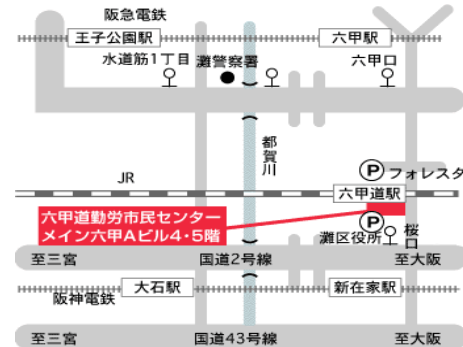 阪急電鉄
王子公園駅
六甲駅
水道筋1丁目
灘警察署
六甲口
都賀川
P フォレスタ
JR
六甲道駅
六甲道勤労市民センター
メイン六甲Aビル4・5階
P
灘区役所
桜口
至三宮
国道2号線
至大阪
大石駅
新在家駅
阪神電鉄
至三宮
国道43号線
至大阪